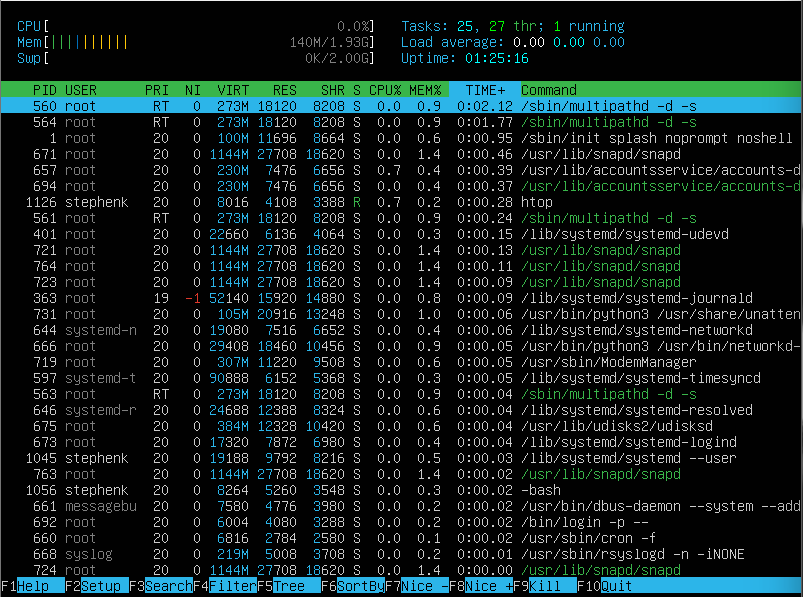 CPU[ 0.0%] Tasks: 25, 27 thr; 1 running
Mem[|||||||||| 140M/1.93G] Load average: 0.00 0.00 0.00
Swp[ 0K/2.00G] Uptime: 01:25:16
PID USER PRI NI VIRT RES SHR S CPU% MEM% TIME+ Command
560 root RT 0 273M 18120 8208 S 0.0 0.9 0:02.12 /sbin/multipathd -d -s
564 root RT 0 273M 18120 8208 S 0.0 0.9 0:01.77 /sbin/multipathd -d -s
1 root 20 0 100M 11696 8664 S 0.0 0.6 0:00.95 /sbin/init splash noprompt noshell
671 root 20 0 1144M 27708 18620 S 0.0 1.4 0:00.46 /usr/lib/snapd/snapd
657 root 20 0 230M 7476 6656 S 0.7 0.4 0:00.39 /usr/lib/accountsservice/accounts-d
694 root 20 0 230M 7476 6656 S 0.0 0.4 0:00.37 /usr/lib/accountsservice/accounts-d
1126 stephenk 20 0 8016 4108 3388 R 0.7 0.2 0:00.28 htop
561 root RT 0 273M 18120 8208 S 0.0 0.9 0:00.24 /sbin/multipathd -d -s
401 root 20 0 22660 6136 4064 S 0.0 0.3 0:00.15 /lib/systemd/systemd-udevd
721 root 20 0 1144M 27708 18620 S 0.0 1.4 0:00.13 /usr/lib/snapd/snapd
764 root 20 0 1144M 27708 18620 S 0.0 1.4 0:00.11 /usr/lib/snapd/snapd
723 root 20 0 1144M 27708 18620 S 0.0 1.4 0:00.09 /usr/lib/snapd/snapd
363 root 19 -1 52140 15920 14880 S 0.0 0.8 0:00.09 /lib/systemd/systemd-journald
731 root 20 0 105M 20916 13248 S 0.0 1.0 0:00.06 /usr/bin/python3 /usr/share/unatten
644 systemd-n 20 0 19080 7516 6652 S 0.0 0.4 0:00.06 /lib/systemd/systemd-networkd
666 root 20 0 29408 18460 10456 S 0.0 0.9 0:00.05 /usr/bin/python3 /usr/bin/networkd-
719 root 20 0 307M 11220 9508 S 0.0 0.6 0:00.05 /usr/sbin/ModemManager
597 systemd-t 20 0 90888 6152 5368 S 0.0 0.3 0:00.05 /lib/systemd/systemd-timesyncd
563 root RT 0 273M 18120 8208 S 0.0 0.9 0:00.04 /sbin/multipathd -d -s
646 systemd-r 20 0 24688 12388 8324 S 0.0 0.6 0:00.04 /lib/systemd/systemd-resolved
675 root 20 0 384M 12328 10420 S 0.0 0.6 0:00.04 /usr/lib/udisks2/udisksd
673 root 20 0 17320 7872 6980 S 0.0 0.4 0:00.04 /lib/systemd/systemd-logind
1045 stephenk 20 0 19188 9792 8216 S 0.0 0.5 0:00.03 /lib/systemd/systemd --user
763 root 20 0 1144M 27708 18620 S 0.0 1.4 0:00.02 /usr/lib/snapd/snapd
1056 stephenk 20 0 8264 5260 3548 S 0.0 0.3 0:00.02 -bash
661 messagebu 20 0 7580 4776 3980 S 0.0 0.2 0:00.02 /usr/bin/dbus-daemon --system --add
692 root 20 0 6004 4080 3288 S 0.0 0.2 0:00.02 /bin/login -p --
660 root 20 0 6816 2784 2580 S 0.0 0.1 0:00.02 /usr/sbin/cron -f
668 syslog 20 0 219M 5008 3708 S 0.0 0.2 0:00.01 /usr/sbin/rsyslogd -n -iNONE
724 root 20 0 1144M 27708 18620 S 0.0 1.4 0:00.00 /usr/lib/snapd/snapd
F1Help F2Setup F3SearchF4FilterF5Tree F6SortByF7Nice -F8Nice +F9Kill F10Quit